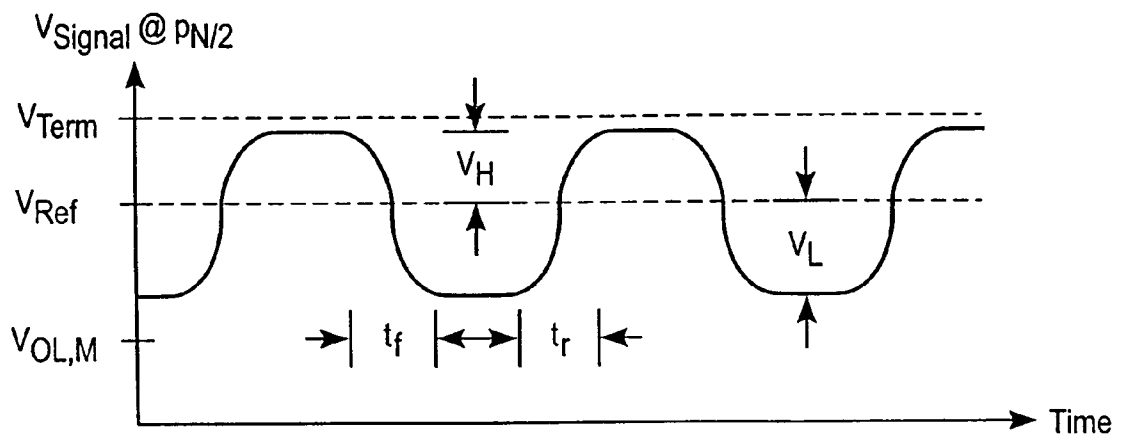 VSignal @ pN/2
VTerm
VH
VRef
VL
VOL,M
tf
tr
Time